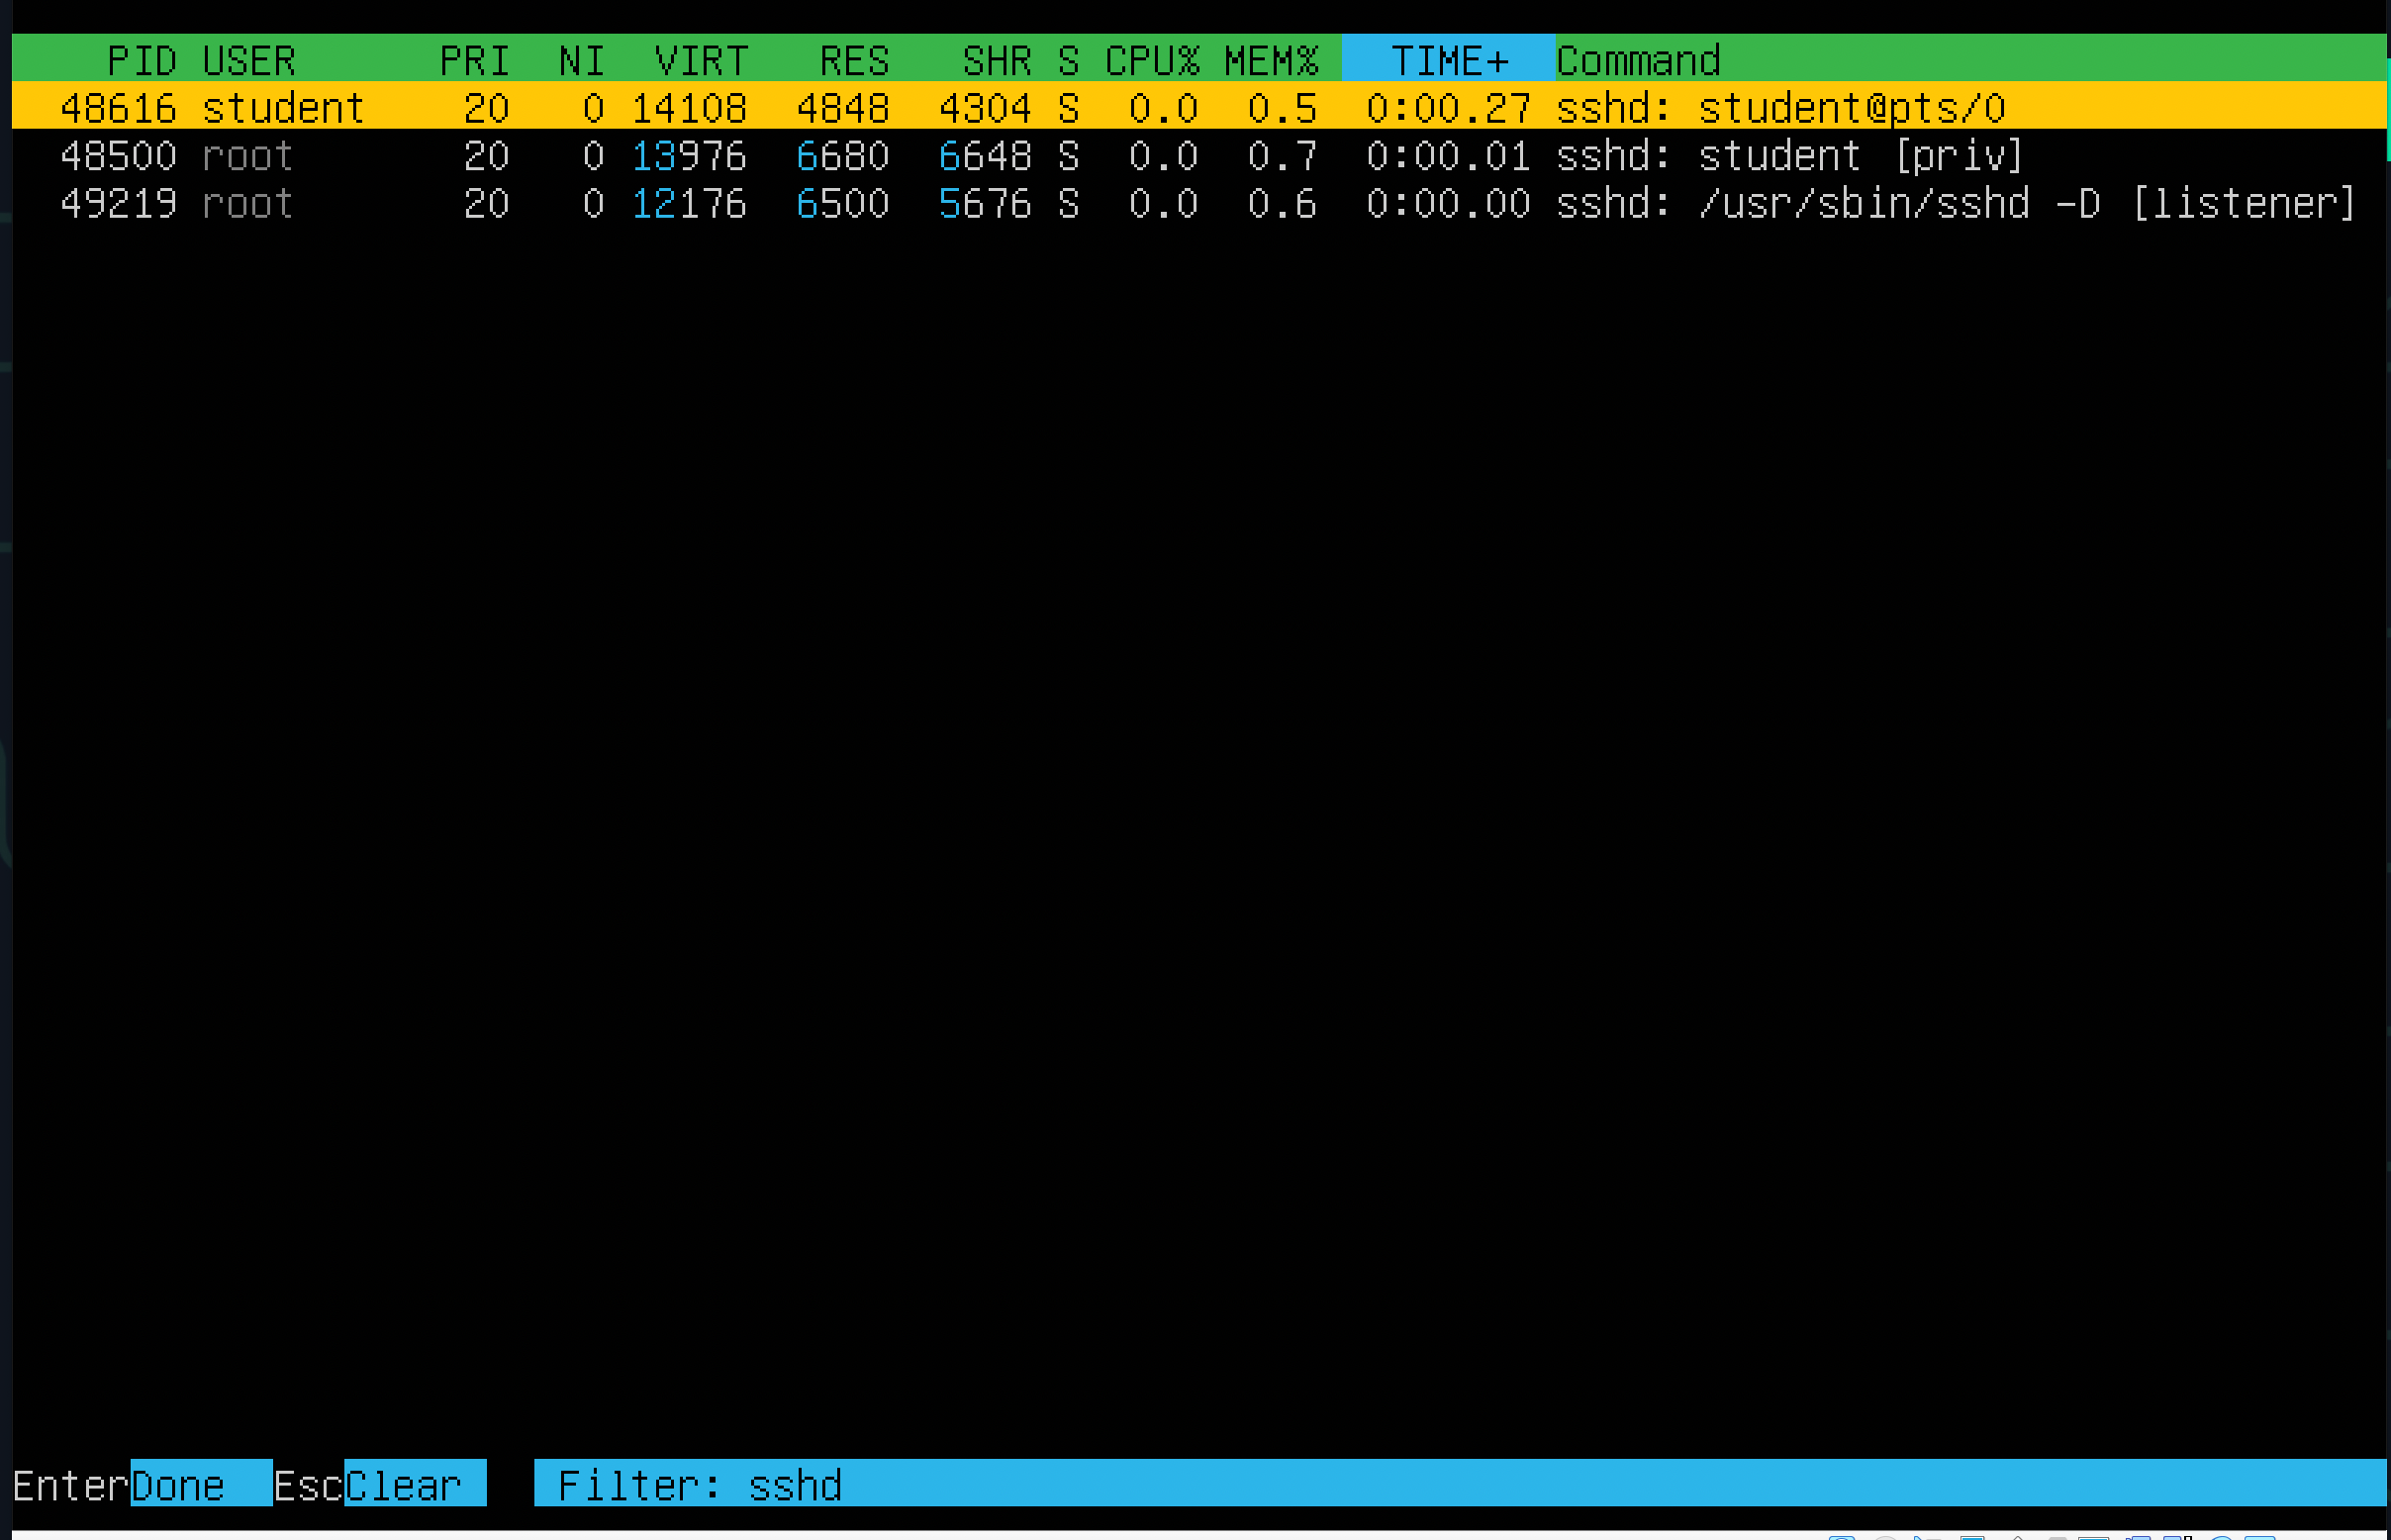 PID USER PRI NI VIRT RES SHR S CPU% MEM% TIME+ Command
48616 student 20 0 14108 4848 4304 S 0.0 0.5 0:00.27 sshd: student@pts/0
48500 root 20 0 13976 6680 6648 S 0.0 0.7 0:00.01 sshd: student [priv]
49219 root 20 0 12176 6500 5676 S 0.0 0.6 0:00.00 sshd: /usr/sbin/sshd -D [listener]
EnterDone EscClear Filter: sshd